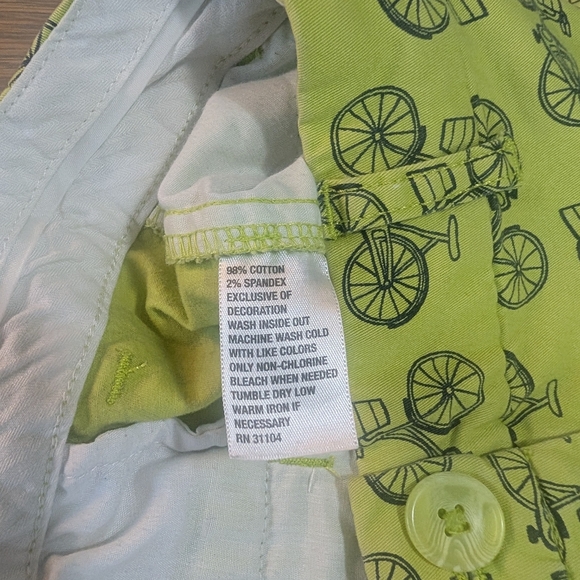 98% COTTON
2% SPANDEX
EXCLUSIVE OF
DECORATION
WASH INSIDE OUT
MACHINE WASH COLD
WITH LIKE COLORS
ONLY NON-CHLORINE
BLEACH WHEN NEEDED
TUMBLE DRY LOW
WARM IRON IF
NECESSARY
RN 31104